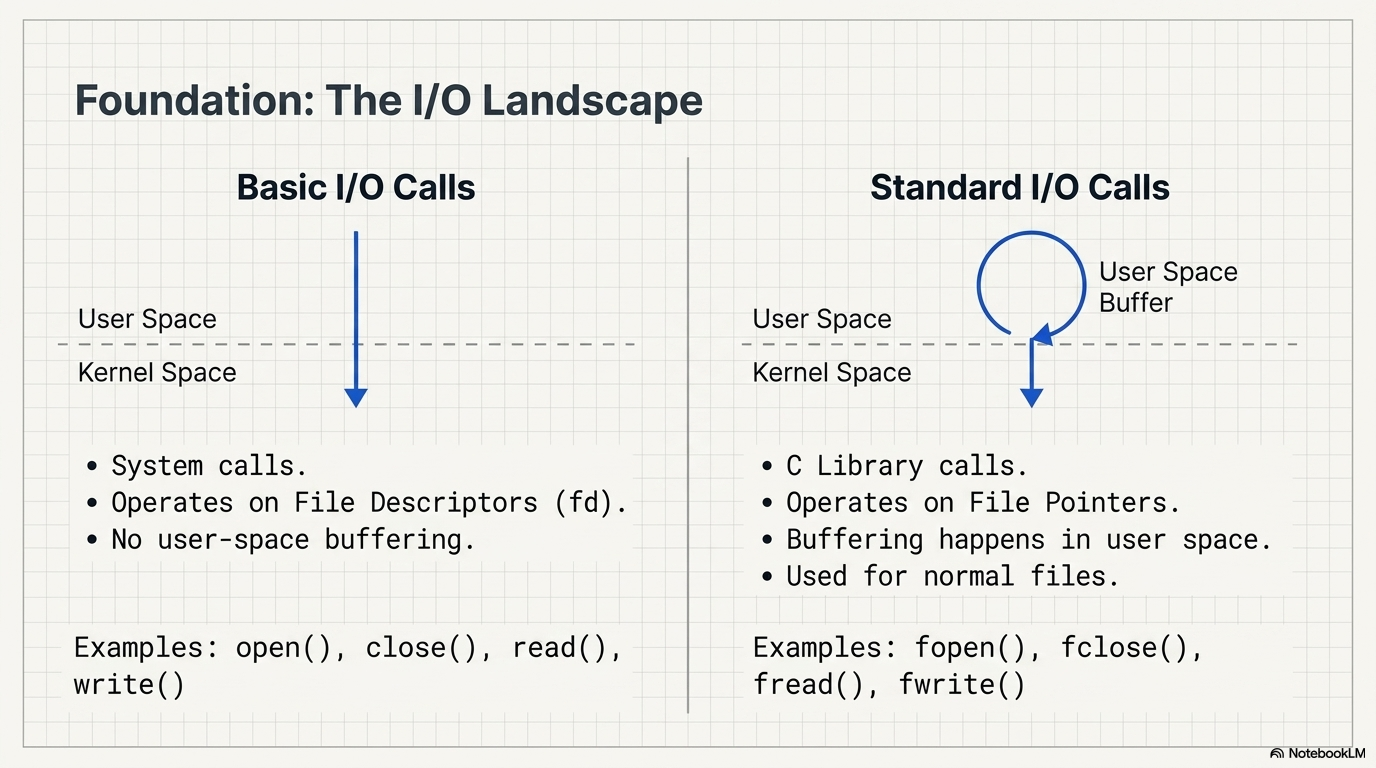 Foundation: The I/O Landscape
Basic I/O Calls
User Space
Kernel Space
• System calls.
• Operates on File Descriptors (fd).
• No user-space buffering.
Examples: open(), close(), read(),
write()
Standard I/O Calls
User Space
Buffer
User Space
Kernel Space
• C Library calls.
• Operates on File Pointers.
• Buffering happens in user space.
• Used for normal files.
Examples: fopen(), fclose(),
fread(), fwrite()
NotebookLM